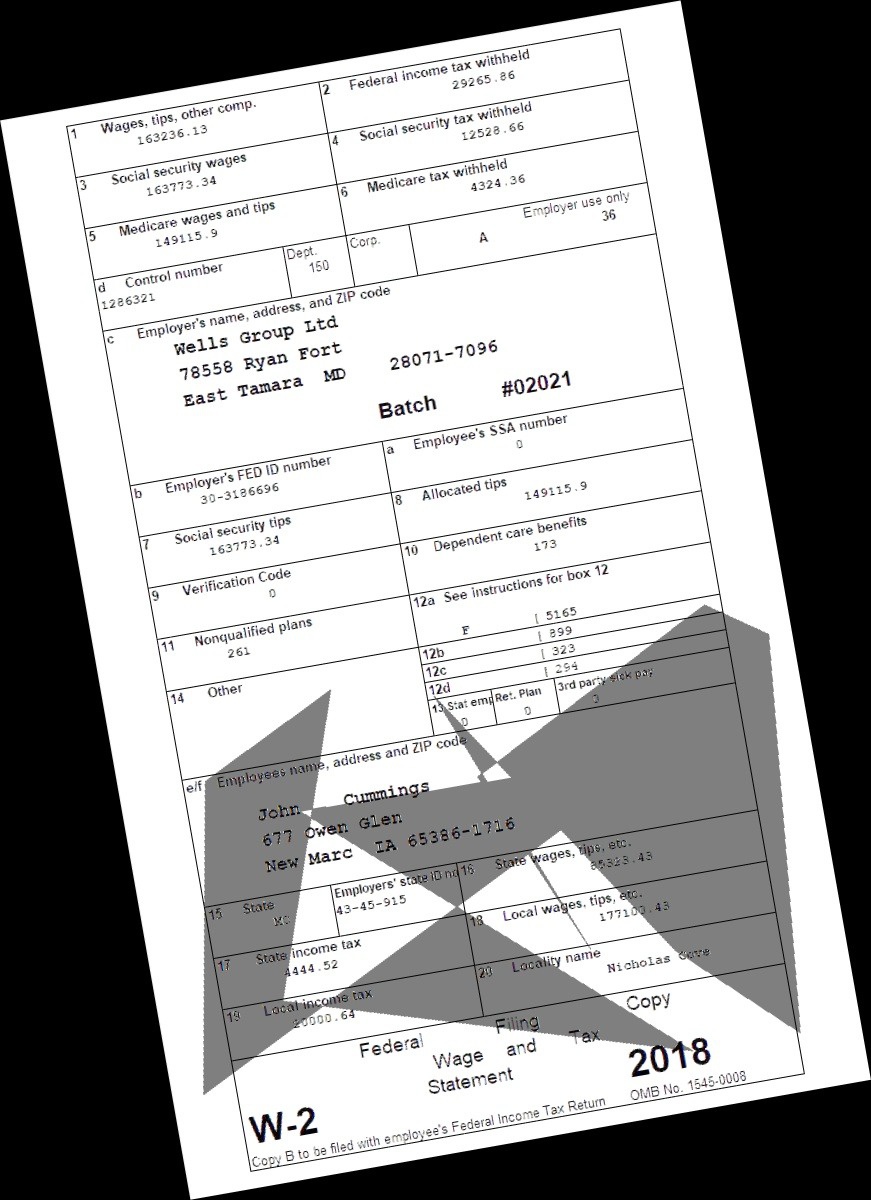 1 Wages, tips, other comp.
163236.13
2 Federal income tax withheld
29265.86
3 Social security wages
163773.34
4 Social security tax withheld
12528.66
5 Medicare wages and tips
149115.9
6 Medicare tax withheld
4324.36
d Control number
1286321
Dept.
150
Corp.
A
Employer use only
36
c Employer's name, address, and ZIP code
Wells Group Ltd
78558 Ryan Fort
East Tamara MD 28071-7096
Batch #02021
b Employer's FED ID number
30-3186696
a Employee's SSA number
0
7 Social security tips
163773.34
8 Allocated tips
149115.9
9 Verification Code
0
10 Dependent care benefits
173
11 Nonqualified plans
261
12a See instructions for box 12
F [ 5165
12b [ 899
12c [ 323
12d [ 294
14 Other
13 Stat emp
0
Ret. Plan
0
3rd party sick pay
0
e/f Employees name, address and ZIP code
John Cummings
677 Owen Glen
New Marc IA 65386-1716
15 State
Employers' state ID no
43-45-915
16 State wages, tips, etc.
17 State income tax
4444.52
18 Local wages, tips, etc.
19 Local income tax
20 Locality name
Nicholas
Federal Filing Copy
Wage and Tax
Statement
2018
OMB No. 1545-0008
W-2
Copy B to be filed with employee's Federal Income Tax Return